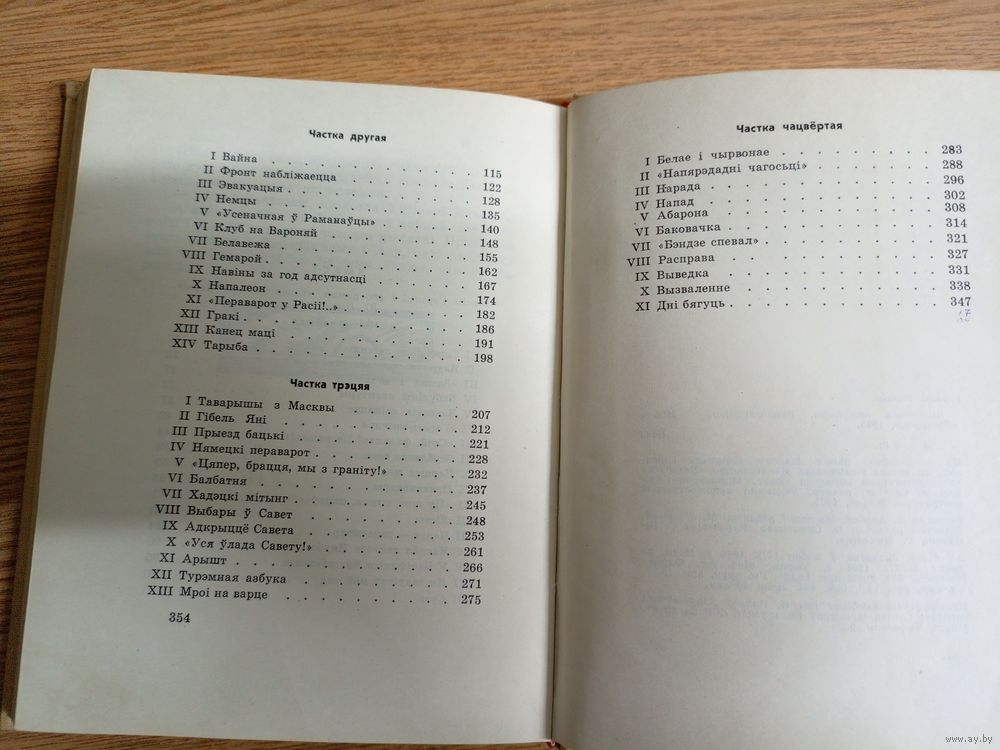 Частка другая
I Вайна . . . . . . . . . . . 115
II Фронт набліжаецца . . . . . . . 122
III Эвакуацыя . . . . . . . . . . 128
IV Немцы . . . . . . . . . . . 135
V «Усеначная ў Раманаўцы» . . . . . 140
VI Клуб на Вароняй . . . . . . . . 148
VII Белавежа . . . . . . . . . . 155
VIII Гемарой . . . . . . . . . . 162
IX Навіны за год адсутнасці . . . . . 167
X Напалеон . . . . . . . . . . 174
XI «Пераварот у Расіі!..» . . . . . . 182
XII Гракі . . . . . . . . . . . 186
XIII Канец маці . . . . . . . . . 191
XIV Тарыба . . . . . . . . . . . 198
Частка трэцяя
I Таварышы з Масквы . . . . . . . 207
II Гібель Яні . . . . . . . . . . 212
III Прыезд бацькі . . . . . . . . . 221
IV Нямецкі пераварот . . . . . . . 228
V «Цяпер, брацця, мы з граніту!» . . . 232
VI Балбатня . . . . . . . . . . 237
VII Хадэцкі мітынг . . . . . . . . 245
VIII Выбары ў Савет . . . . . . . . 248
IX Адкрыццё Савета . . . . . . . . 253
X «Уся ўлада Савету!» . . . . . . . 261
XI Арышт . . . . . . . . . . . 266
XII Турэмная азбука . . . . . . . . 271
XIII Мроі на варце . . . . . . . . 275
354
Частка чацвёртая
I Белае і чырвонае . . . . . . . . 283
II «Напярэдадні чагосьці» . . . . . . 288
III Нарада . . . . . . . . . . . 296
IV Напад . . . . . . . . . . . 302
V Абарона . . . . . . . . . . . 308
VI Баковачка . . . . . . . . . . 314
VII «Бэндзе спевал» . . . . . . . . 321
VIII Расправа . . . . . . . . . . 327
IX Выведка . . . . . . . . . . . 331
X Вызваленне . . . . . . . . . . 338
XI Дні бягуць . . . . . . . . . . 347
17
www.ay.by